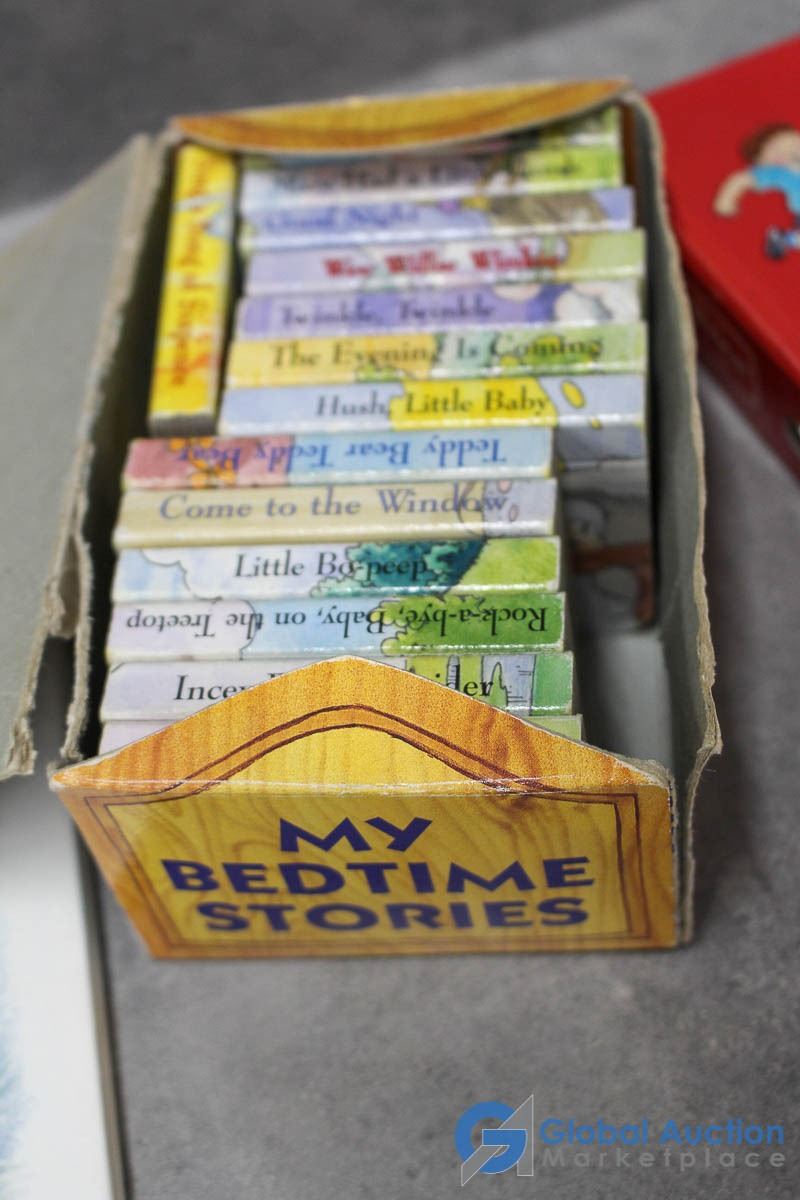 Good Night
Wee Willie Winkie
Twinkle, Twinkle
The Evening Is Coming
Hush, Little Baby
Teddy Bear Teddy Bear
Come to the Window
Little Bo-peep
Rock-a-bye, Baby, on the Treetop
MY
BEDTIME
STORIES
Global Auction
Marketplace